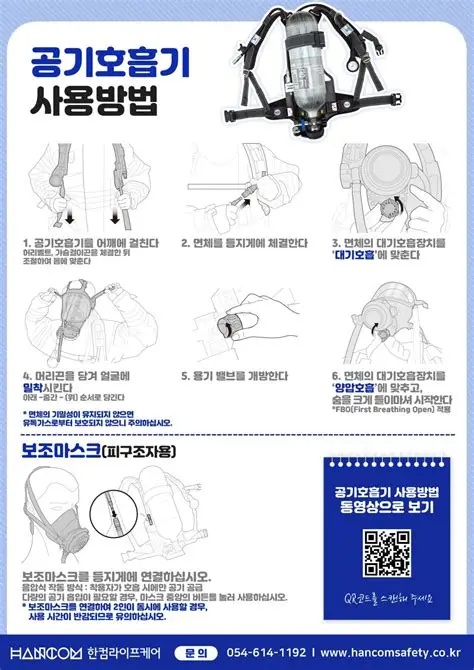 공기호흡기
사용방법
1. 공기호흡기를 어깨에 걸친다
허리벨트, 가슴걸이끈을 체결한 뒤
조절하여 몸에 맞춘다
2. 면체를 등지게에 체결한다
3. 면체의 대기호흡장치를
'대기호흡'에 맞춘다
4. 머리끈을 당겨 얼굴에
밀착시킨다
아래 -중간 - (위) 순서로 당긴다
* 면체의 기밀성이 유지되지 않으면
유독가스로부터 보호되지 않으니 주의하십시오.
5. 용기 밸브를 개방한다
6. 면체의 대기호흡장치를
'양압호흡'에 맞추고,
숨을 크게 들이마셔 시작한다
*FBO(First Breathing Open) 적용
보조마스크(피구조자용)
보조마스크를 등지게에 연결하십시오.
음압식 작동 방식 : 착용자가 호흡 시에만 공기 공급
다량의 공기 흡입이 필요할 경우, 마스크 중앙의 버튼을 눌러 사용하십시오.
* 보조마스크를 연결하여 2인이 동시에 사용할 경우,
사용 시간이 반감되므로 유의하십시오.
공기호흡기 사용방법
동영상으로 보기
QR코드를 스캔해 주세요
HANCOM 한컴라이프케어
문 의
054-614-1192 I www.hancomsafety.co.kr